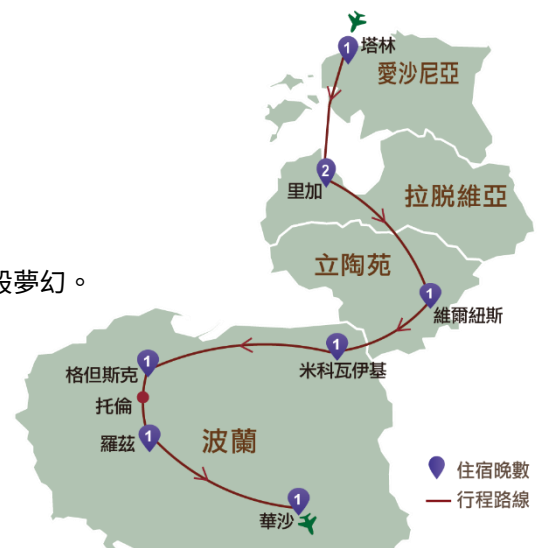 1
塔林
愛沙尼亞
2
里加
拉脫維亞
立陶苑
1
維爾紐斯
夢幻。
1
米科瓦伊基
1
格但斯克
托倫
1
羅茲
波蘭
1
華沙
住宿晚數
行程路線